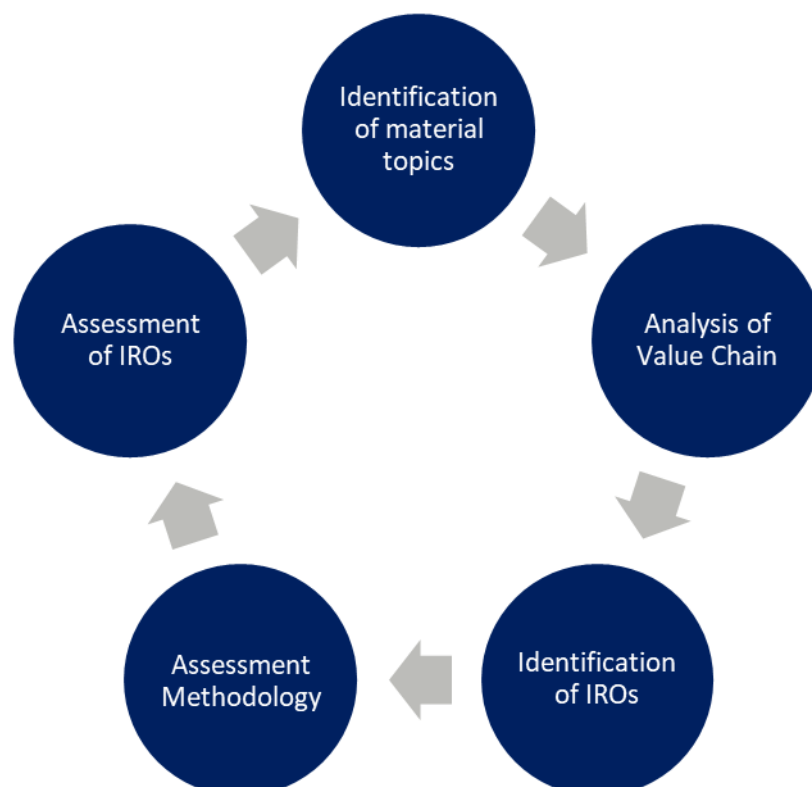 Identification
of material
topics
Analysis of
Value Chain
Identification
of IROs
Assessment
Methodology
Assessment
of IROs